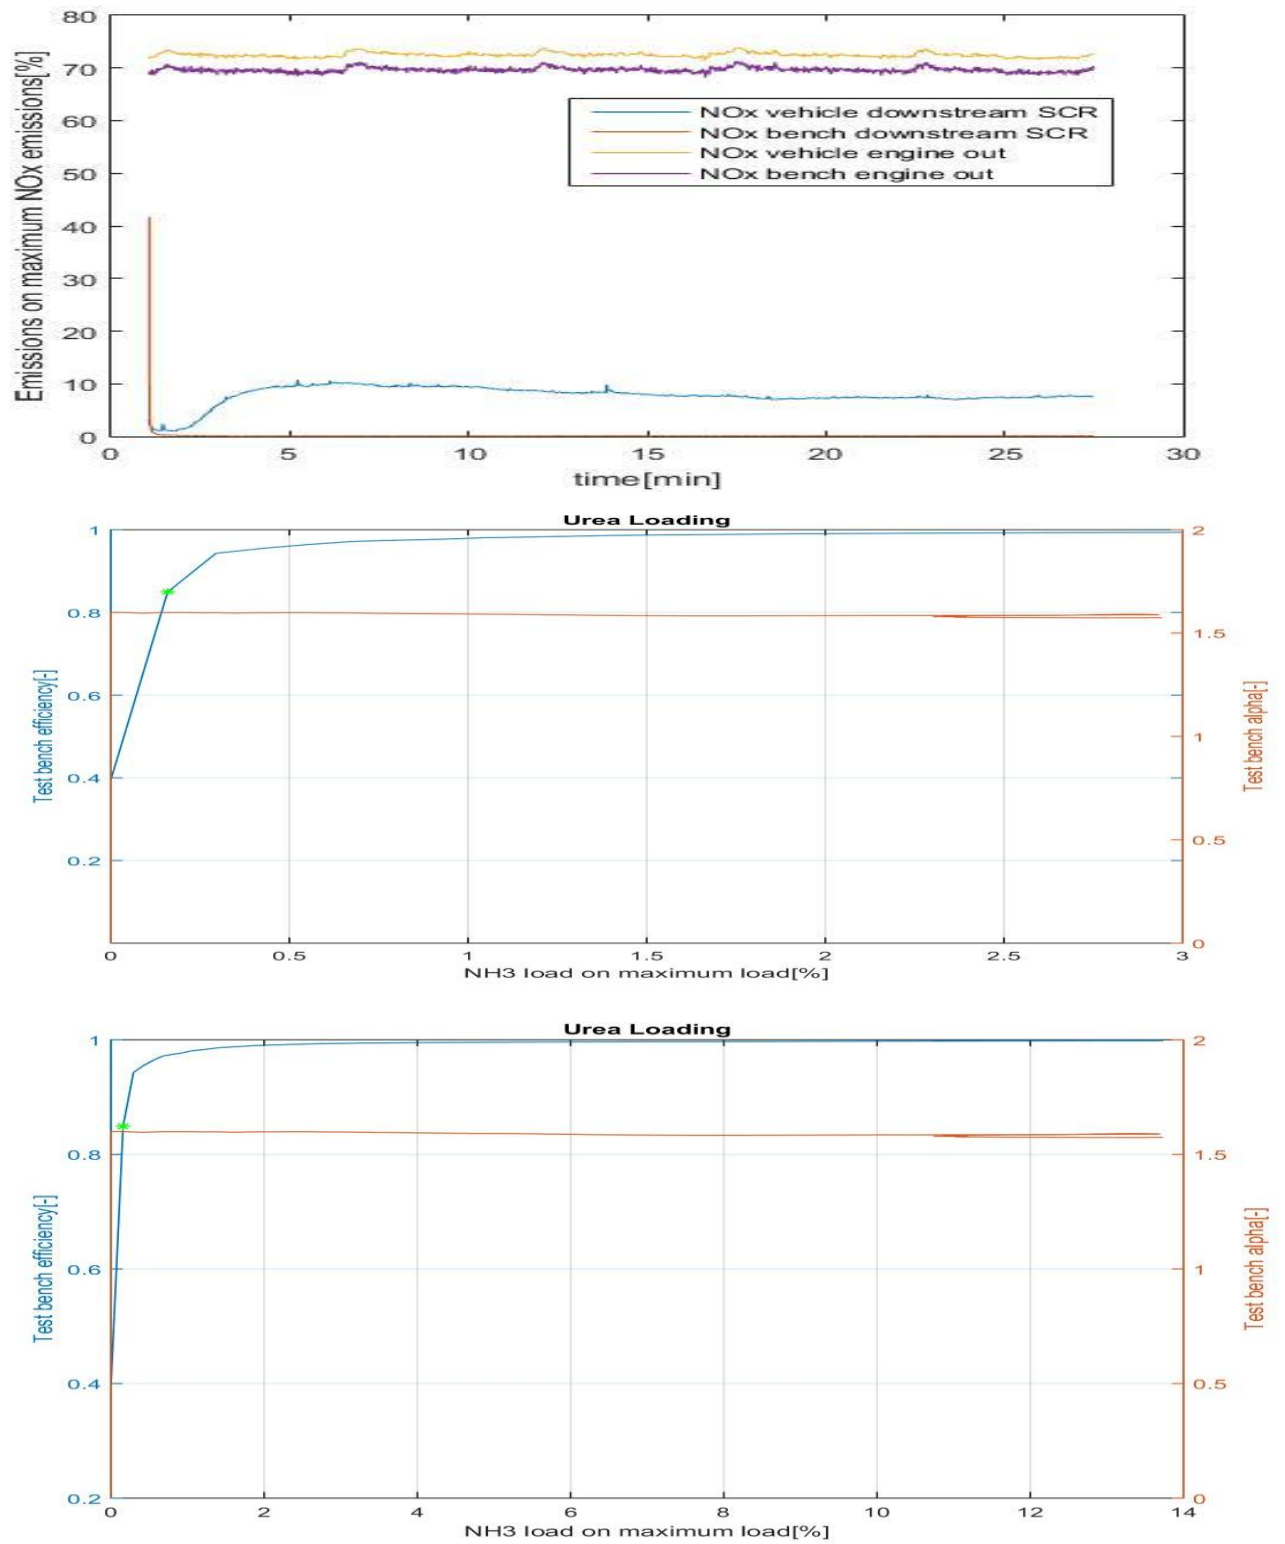 Emissions on maximum NOx emissions[%]
80
70
60
50
40
30
20
10
0
NOx vehicle downstream SCR
NOx bench downstream SCR
NOx vehicle engine out
NOx bench engine out
0 5 10 15 20 25 30
time[min]
Urea Loading
Test bench efficiency[-]
1
0.8
0.6
0.4
0.2
2
1.5
1
0.5
0
Test bench alpha[-]
0 0.5 1 1.5 2 2.5 3
NH3 load on maximum load[%]
Urea Loading
Test bench efficiency[-]
1
0.8
0.6
0.4
0.2
2
1.5
1
0.5
0
Test bench alpha[-]
0 2 4 6 8 10 12 14
NH3 load on maximum load[%]